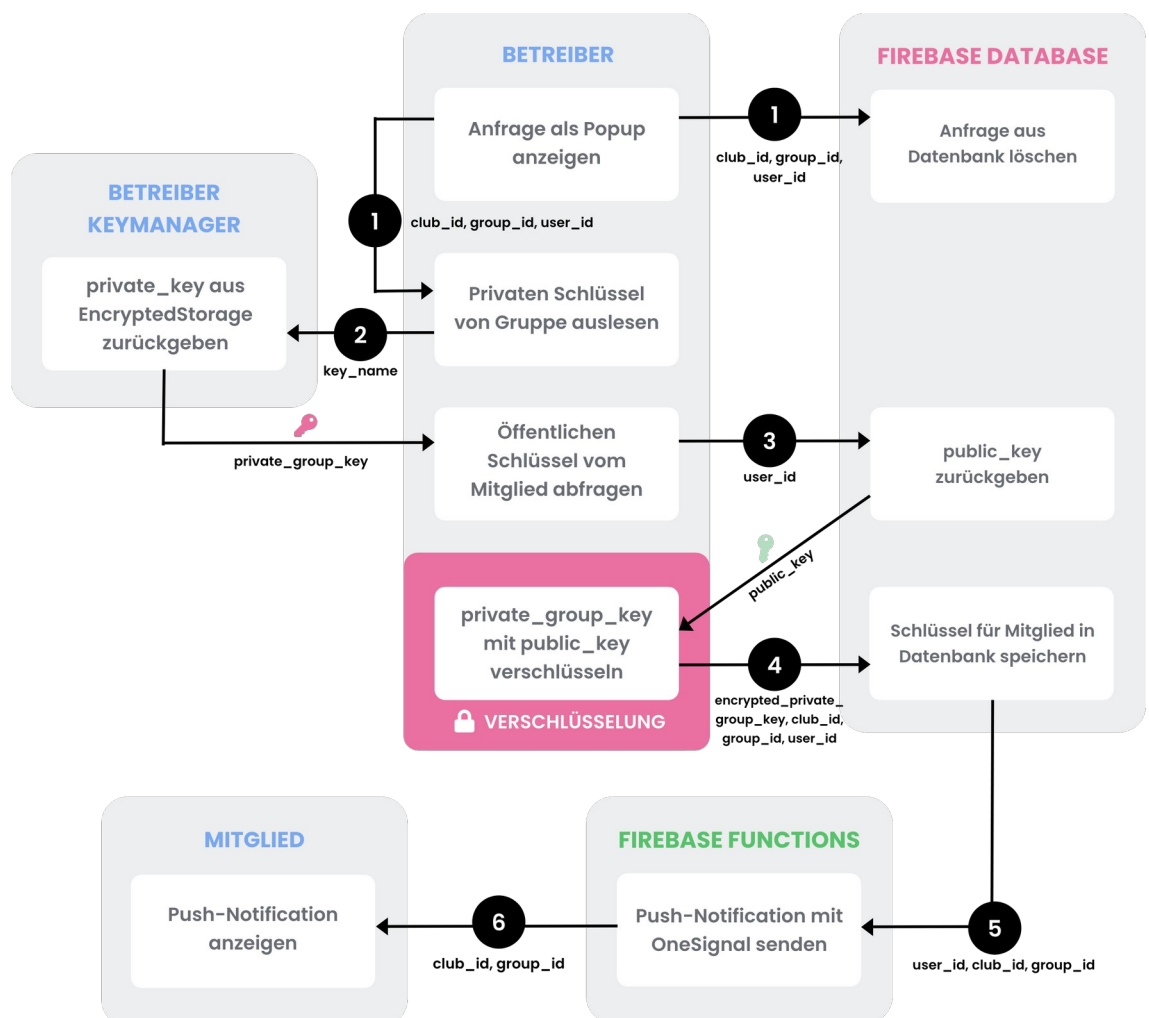 BETREIBER
FIREBASE DATABASE
Anfrage als Popup
anzeigen
1
club_id, group_id,
user_id
Anfrage aus
Datenbank löschen
BETREIBER
KEYMANAGER
1
club_id, group_id, user_id
private_key aus
EncryptedStorage
zurückgeben
Privaten Schlüssel
von Gruppe auslesen
2
key_name
private_group_key
Öffentlichen
Schlüssel vom
Mitglied abfragen
3
user_id
public_key
zurückgeben
public_key
private_group_key
mit public_key
verschlüseln
VERSCHLÜSSELUNG
4
encrypted_private_
group_key, club_id,
group_id, user_id
Schlüssel für Mitglied in
Datenbank speichern
MITGLIED
FIREBASE FUNCTIONS
Push-Notification
anzeigen
6
club_id, group_id
Push-Notification mit
OneSignal senden
5
user_id, club_id, group_id